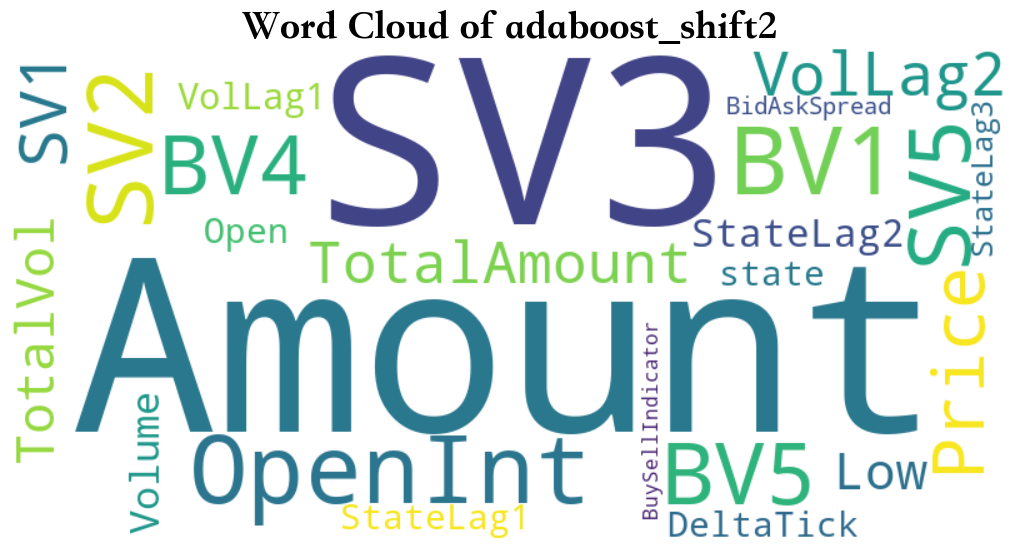 Word Cloud of adaboost_shift2
SV1
SV2
VolLag1
SV3
VolLag2
BidAskSpread
BV4
BV1
SV5
StateLag3
Open
StateLag2
TotalAmount
state
TotalVol
Amount
Price
Volume
OpenInt
BuySellIndicator
BV5
Low
StateLag1
DeltaTick